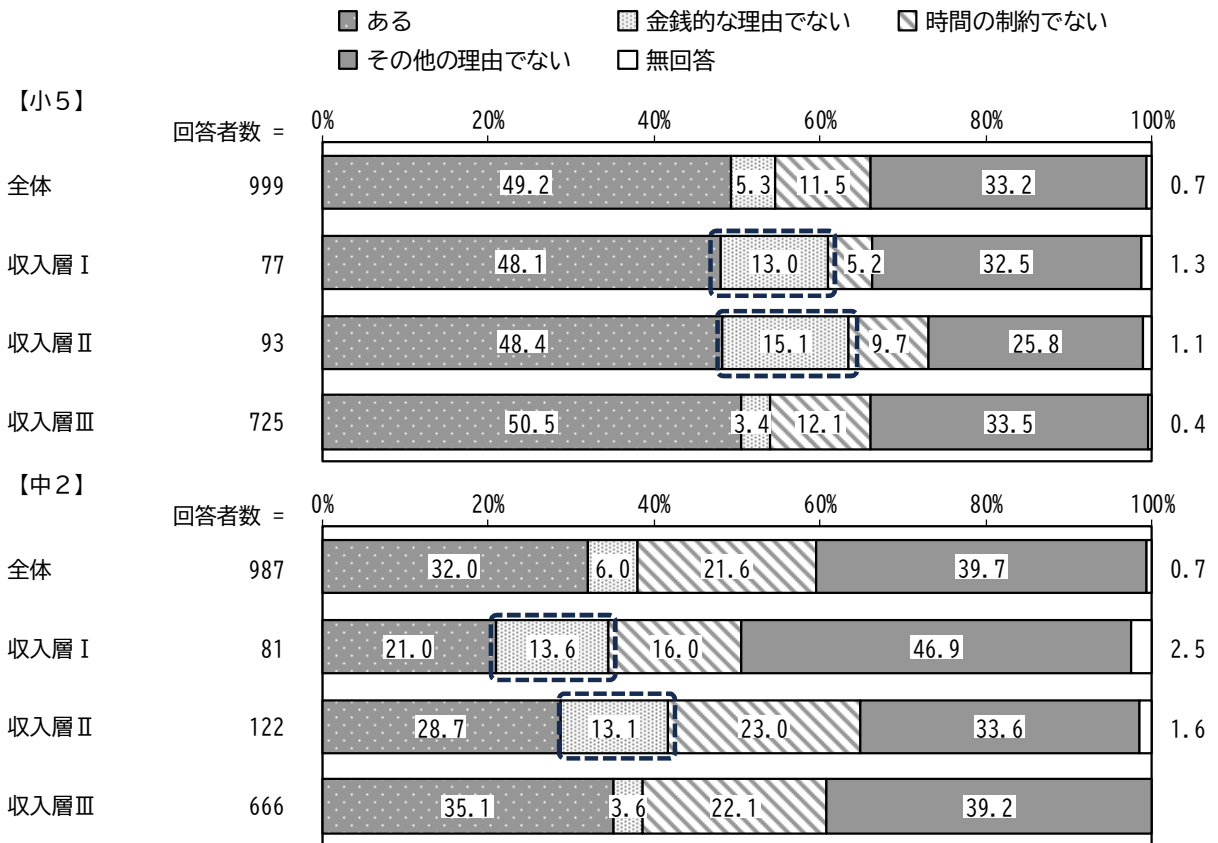 ある 金銭的な理由でない 時間の制約でない
その他の理由でない 無回答
【小5】
回答者数 = 0% 20% 40% 60% 80% 100%
全体 999 49.2 5.3 11.5 33.2 0.7
収入層Ⅰ 77 48.1 13.0 5.2 32.5 1.3
収入層Ⅱ 93 48.4 15.1 9.7 25.8 1.1
収入層Ⅲ 725 50.5 3.4 12.1 33.5 0.4
【中2】
回答者数 = 0% 20% 40% 60% 80% 100%
全体 987 32.0 6.0 21.6 39.7 0.7
収入層Ⅰ 81 21.0 13.6 16.0 46.9 2.5
収入層Ⅱ 122 28.7 13.1 23.0 33.6 1.6
収入層Ⅲ 666 35.1 3.6 22.1 39.2